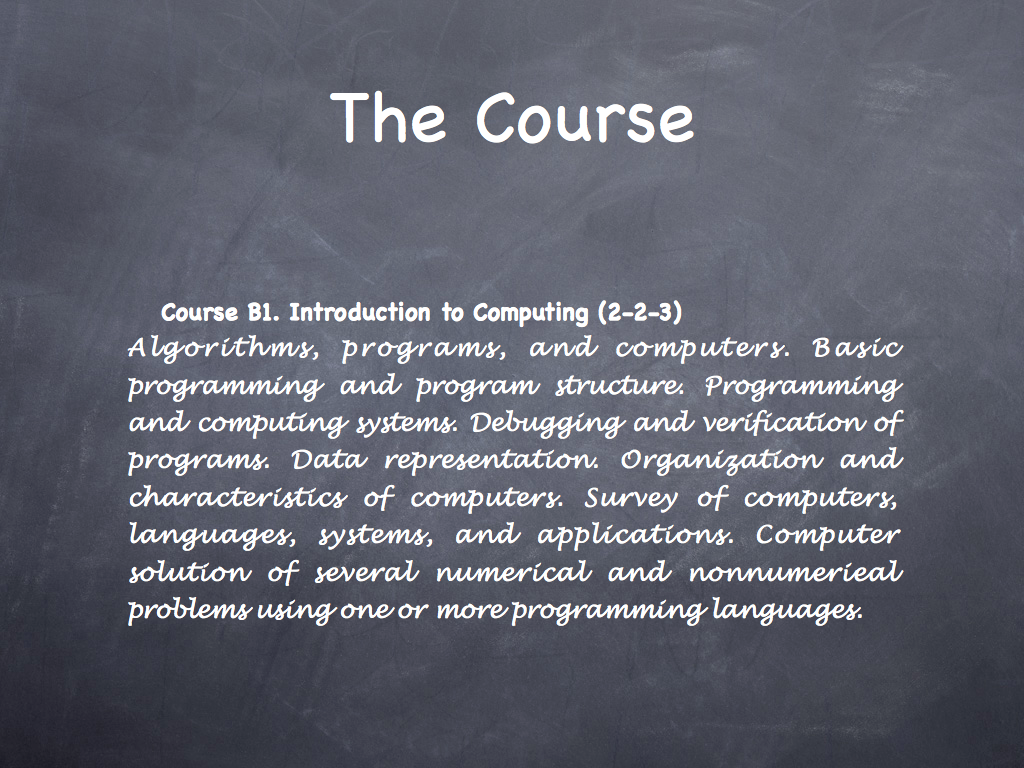 The Course
Course B1. Introduction to Computing (2-2-3)
Algorithms, programs, and computers. Basic
programming and program structure. Programming
and computing systems. Debugging and verification of
programs. Data representation. Organization and
characteristics of computers. Survey of computers,
languages, systems, and applications. Computer
solution of several numerical and nonnumerieal
problems using one or more programming languages.